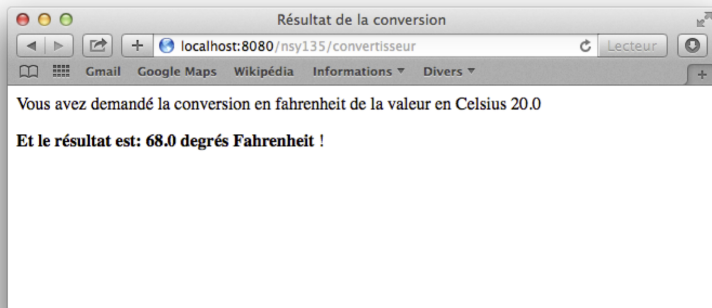 Résultat de la conversion
localhost:8080/nsy135/convertisseur
Lecteur
Gmail Google Maps Wikipédia Informations Divers
Vous avez demandé la conversion en fahrenheit de la valeur en Celsius 20.0
Et le résultat est: 68.0 degrés Fahrenheit !